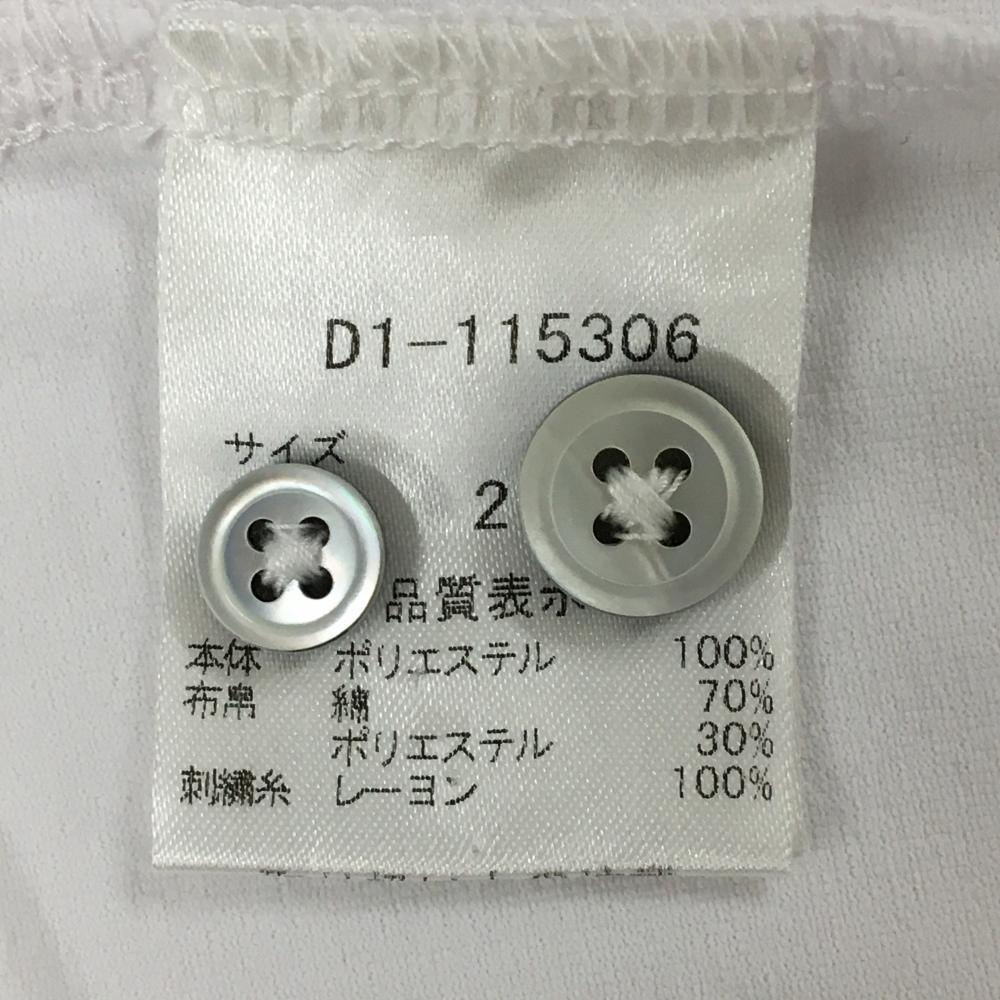 D1-115306
サイズ
2
品質表示
本体 ポリエステル 100%
布帛 綿 70%
ポリエステル 30%
刺繍糸 レーヨン 100%